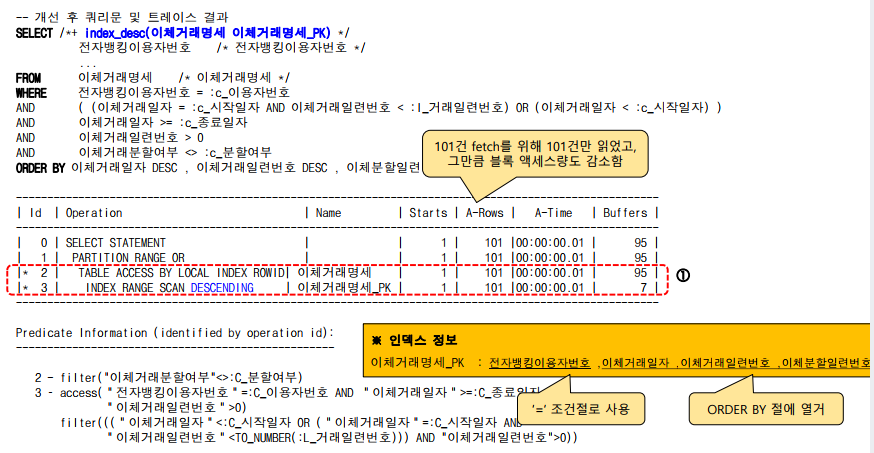 -- 개선 후 쿼리문 및 트레이스 결과
SELECT /*+ index_desc(이체거래명세 이체거래명세_PK) */
전자뱅킹이용자번호 /* 전자뱅킹이용자번호 */
...
FROM 이체거래명세 /* 이체거래명세 */
WHERE 전자뱅킹이용자번호 = :c_이용자번호
AND ( (이체거래일자 = :c_시작일자 AND 이체거래일련번호 < :l_거래일련번호) OR (이체거래일자 < :c_시작일자) )
AND 이체거래일자 >= :c_종료일자
AND 이체거래일련번호 > 0
AND 이체거래분할여부 <> :c_분할여부
ORDER BY 이체거래일자 DESC , 이체거래일련번호 DESC , 이체분할일련
101건 fetch를 위해 101건만 읽었고,
그만큼 블록 액세스량도 감소함
| Id | Operation | Name | Starts | A-Rows | A-Time | Buffers |
| 0 | SELECT STATEMENT | | 1 | 101 |00:00:00.01 | 95 |
| 1 | PARTITION RANGE OR | | 1 | 101 |00:00:00.01 | 95 |
|* 2 | TABLE ACCESS BY LOCAL INDEX ROWID| 이체거래명세 | 1 | 101 |00:00:00.01 | 95 |
|* 3 | INDEX RANGE SCAN DESCENDING | 이체거래명세_PK | 1 | 101 |00:00:00.01 | 7 |
①
Predicate Information (identified by operation id):
※ 인덱스 정보
이체거래명세_PK : 전자뱅킹이용자번호 ,이체거래일자 ,이체거래일련번호 ,이체분할일련번호
2 - filter("이체거래분할여부"<>:C_분할여부)
3 - access( "전자뱅킹이용자번호"=:C_이용자번호 AND "이체거래일자">=:C_종료일자
"이체거래일련번호">0)
filter((( "이체거래일자"<:C_시작일자 OR ( "이체거래일자"=:C_시작일자 AND
"이체거래일련번호"<TO_NUMBER(:L_거래일련번호))) AND "이체거래일련번호">0))
‘=’ 조건절로 사용
ORDER BY 절에 열거